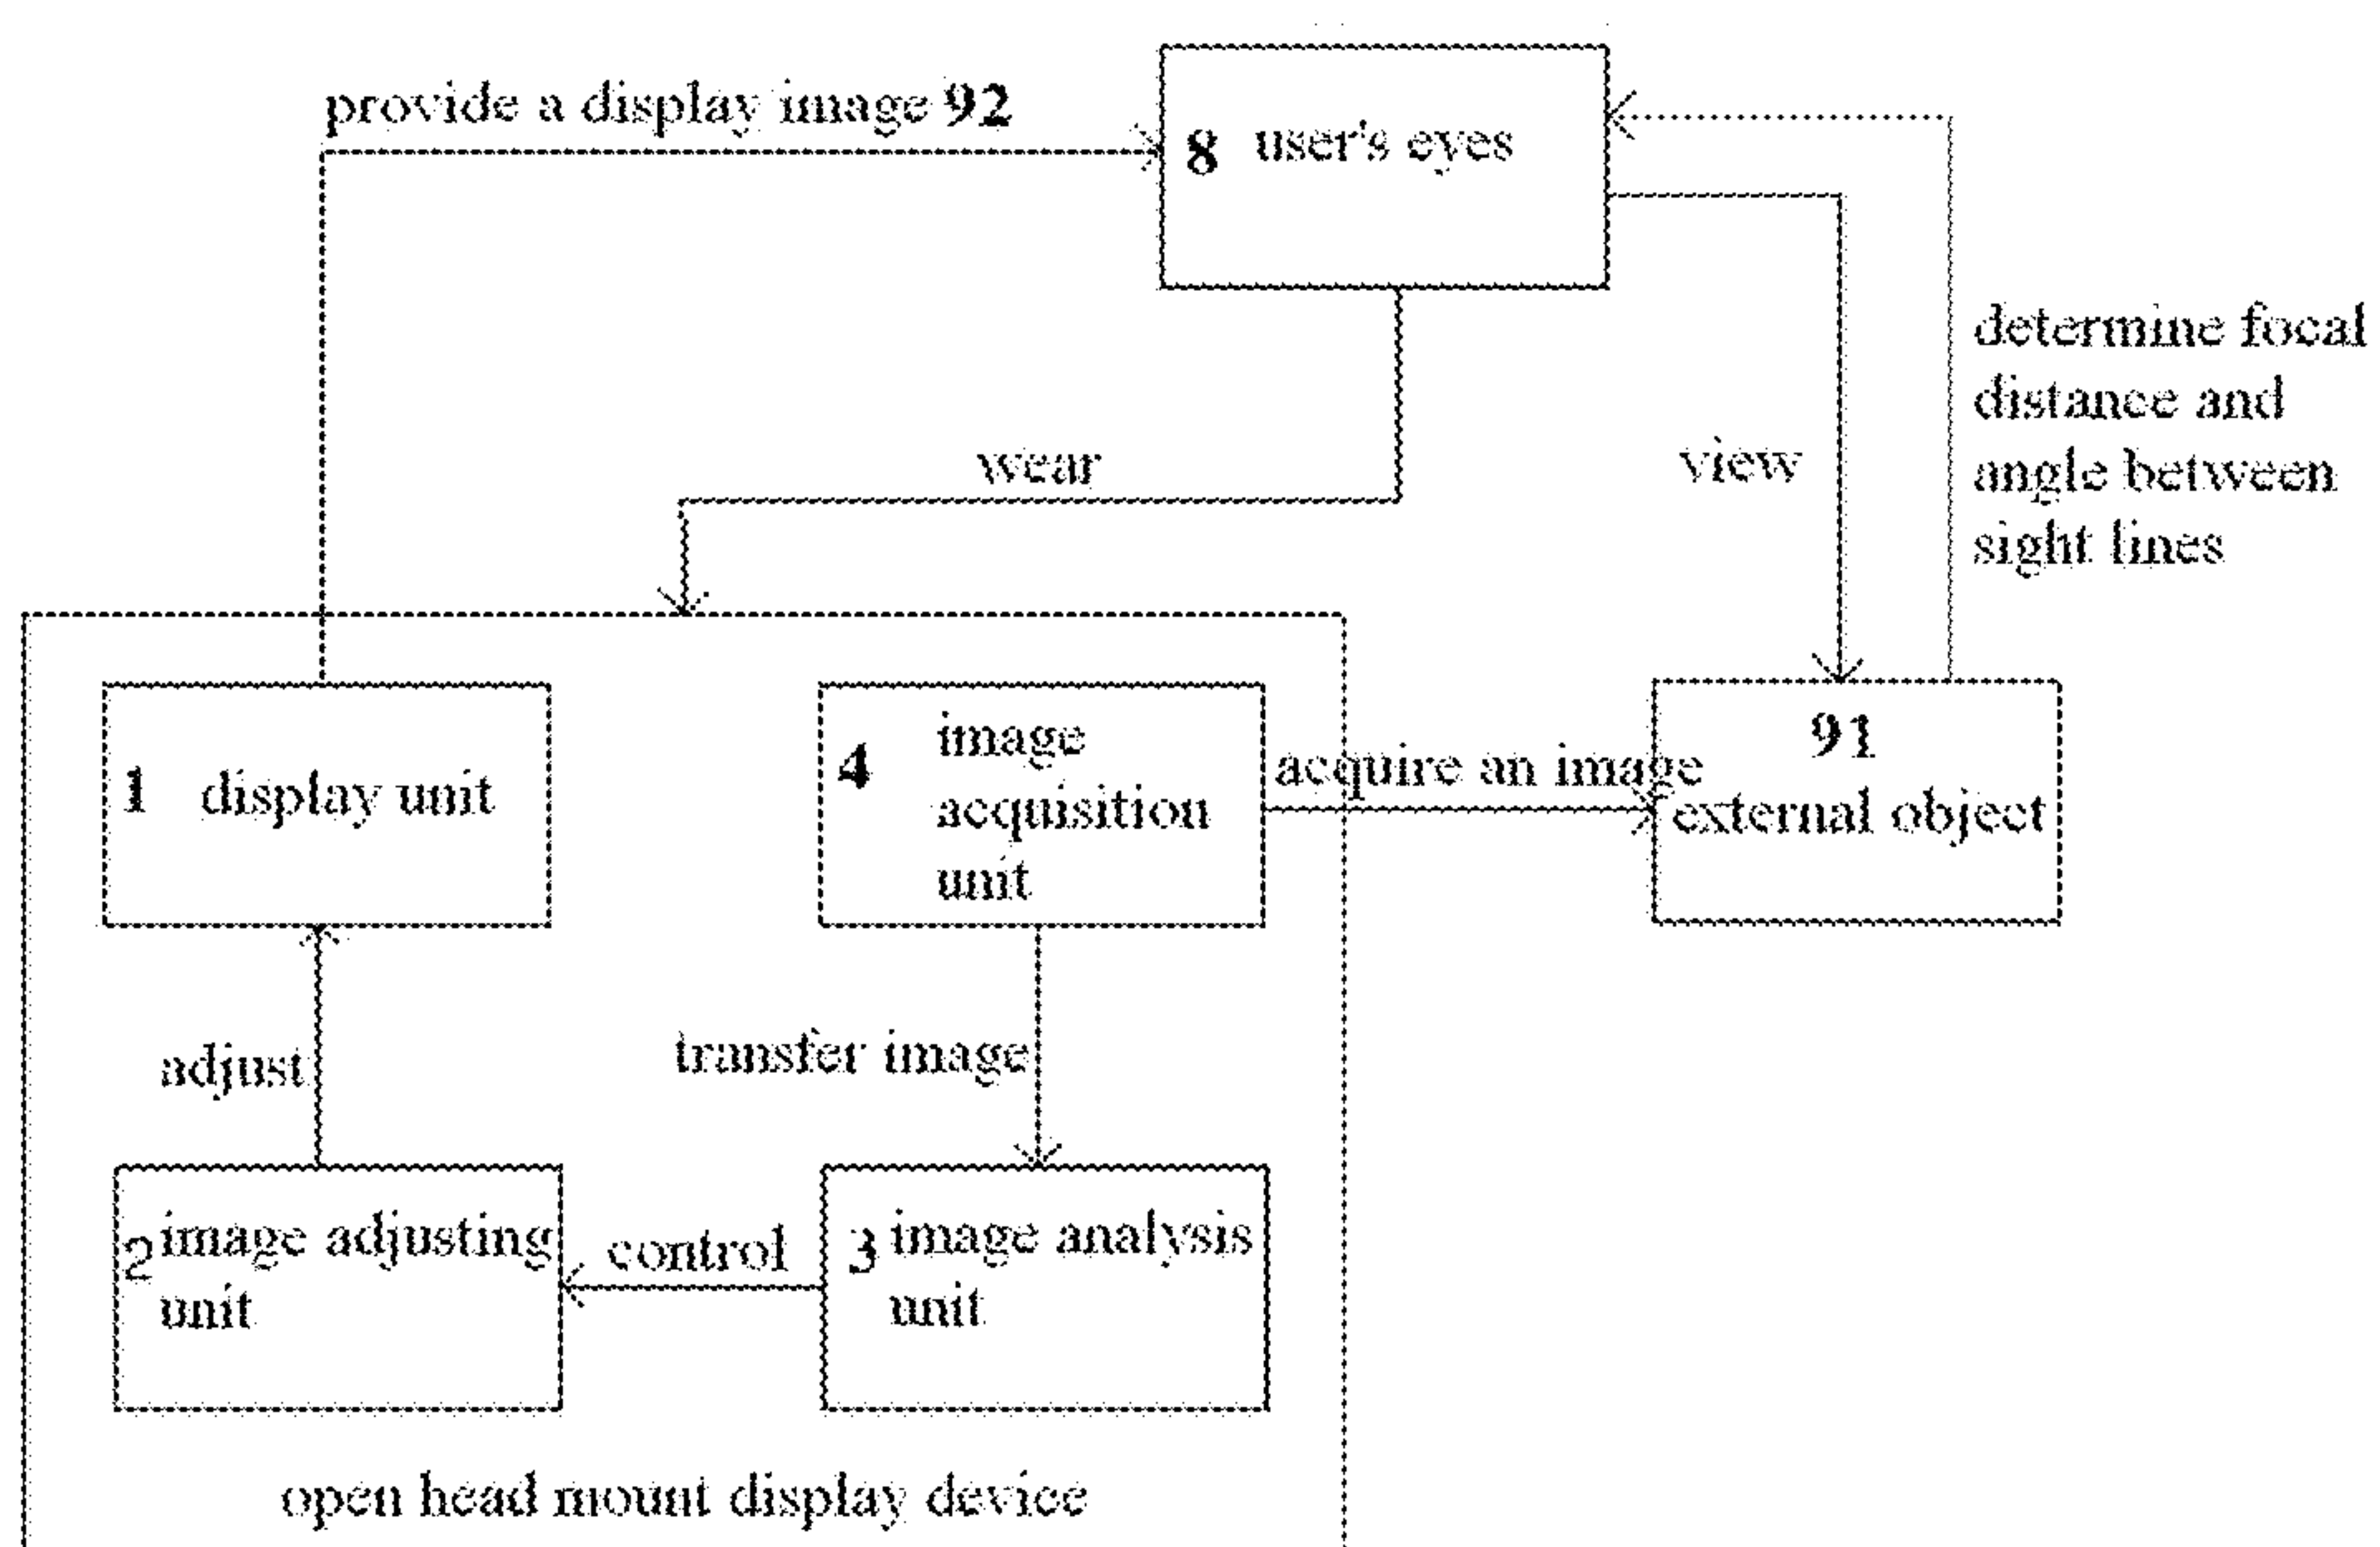 provide a display image 92
8 user's eyes
determine focal
distance and
angle between
sight lines
wear
view
1 display unit
4 image
acquisition
unit
acquire an image
91
external object
adjust
transfer image
2 image adjusting
unit
control
3 image analysis
unit
open head mount display device